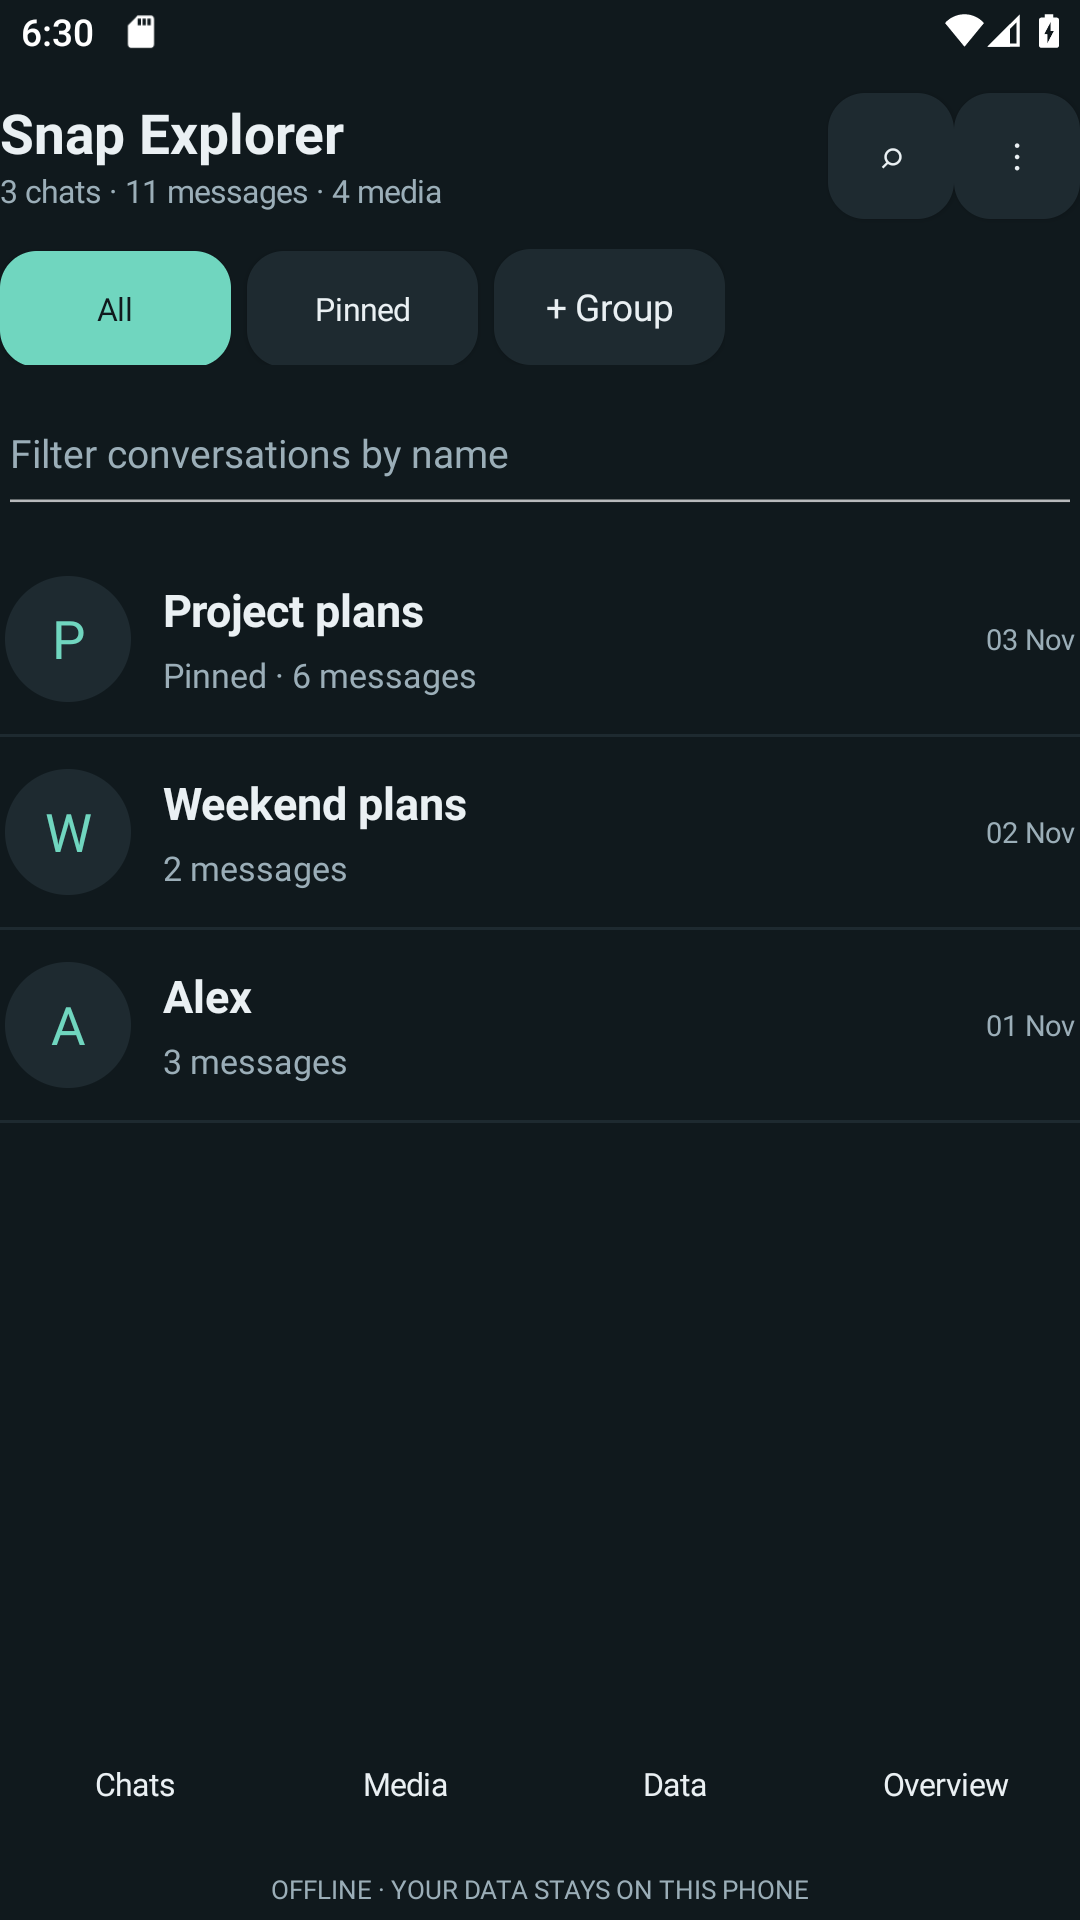 6:30
Snap Explorer
3 chats · 11 messages · 4 media
All
Pinned
+ Group
Filter conversations by name
P
Project plans
Pinned · 6 messages
03 Nov
W
Weekend plans
2 messages
02 Nov
A
Alex
3 messages
01 Nov
Chats
Media
Data
Overview
OFFLINE · YOUR DATA STAYS ON THIS PHONE